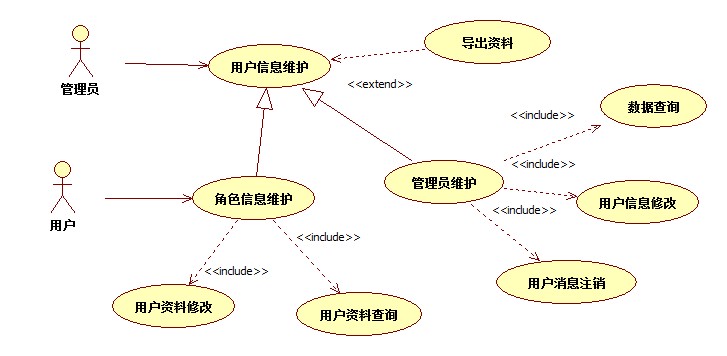 导出资料
用户信息维护
管理员
<<extend>>
数据查询
<<include>>
<<include>>
管理员维护
用户
角色信息维护
用户信息修改
<<include>>
<<include>>
<<include>>
用户消息注销
用户资料修改
用户资料查询